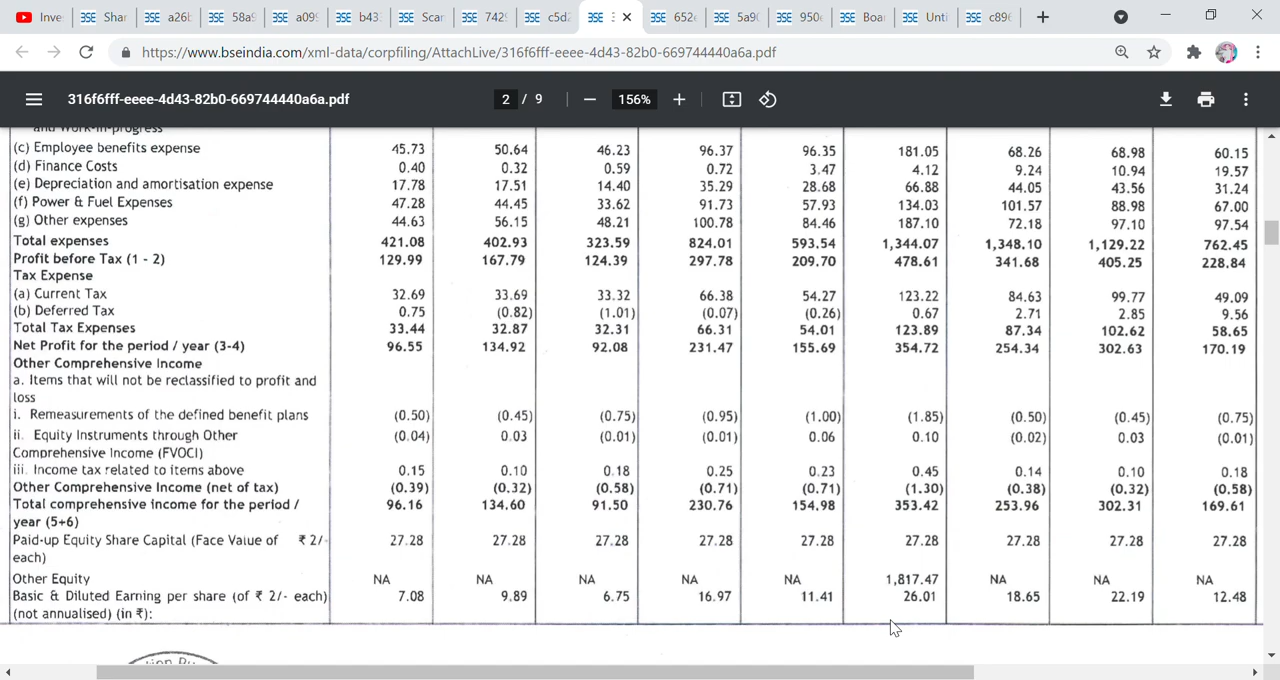 Inve
Shar
a26b
58a9
a099
b43
Scar
742
c5d
3
652
5a90
950
Boar
Unti
c896
https://www.bseindia.com/xml-data/corpfiling/AttachLive/316f6fff-eeee-4d43-82b0-669744440a6a.pdf
316f6fff-eeee-4d43-82b0-669744440a6a.pdf 2 / 9 156%
and Work-in-progress
(c) Employee benefits expense 45.73 50.64 46.23 96.37 96.35 181.05 68.26 68.98 60.15
(d) Finance Costs 0.40 0.32 0.59 0.72 3.47 4.12 9.24 10.94 19.57
(e) Depreciation and amortisation expense 17.78 17.51 14.40 35.29 28.68 66.88 44.05 43.56 31.24
(f) Power & Fuel Expenses 47.28 44.45 33.62 91.73 57.93 134.03 101.57 88.98 67.00
(g) Other expenses 44.63 56.15 48.21 100.78 84.46 187.10 72.18 97.10 97.54
Total expenses 421.08 402.93 323.59 824.01 593.54 1,344.07 1,348.10 1,129.22 762.45
Profit before Tax (1 - 2) 129.99 167.79 124.39 297.78 209.70 478.61 341.68 405.25 228.84
Tax Expense
(a) Current Tax 32.69 33.69 33.32 66.38 54.27 123.22 84.63 99.77 49.09
(b) Deferred Tax 0.75 (0.82) (1.01) (0.07) (0.26) 0.67 2.71 2.85 9.56
Total Tax Expenses 33.44 32.87 32.31 66.31 54.01 123.89 87.34 102.62 58.65
Net Profit for the period / year (3-4) 96.55 134.92 92.08 231.47 155.69 354.72 254.34 302.63 170.19
Other Comprehensive Income
a. Items that will not be reclassified to profit and
loss
i. Remeasurements of the defined benefit plans (0.50) (0.45) (0.75) (0.95) (1.00) (1.85) (0.50) (0.45) (0.75)
ii. Equity Instruments through Other (0.04) 0.03 (0.01) (0.01) 0.06 0.10 (0.02) 0.03 (0.01)
Comprehensive Income (FVOCI)
iii. Income tax related to items above 0.15 0.10 0.18 0.25 0.23 0.45 0.14 0.10 0.18
Other Comprehensive Income (net of tax) (0.39) (0.32) (0.58) (0.71) (0.71) (1.30) (0.38) (0.32) (0.58)
Total comprehensive income for the period / 96.16 134.60 91.50 230.76 154.98 353.42 253.96 302.31 169.61
year (5+6)
Paid-up Equity Share Capital (Face Value of ₹ 2/- 27.28 27.28 27.28 27.28 27.28 27.28 27.28 27.28 27.28
each)
Other Equity NA NA NA NA NA 1,817.47 NA NA NA
Basic & Diluted Earning per share (of ₹ 2/- each) 7.08 9.89 6.75 16.97 11.41 26.01 18.65 22.19 12.48
(not annualised) (in ₹):